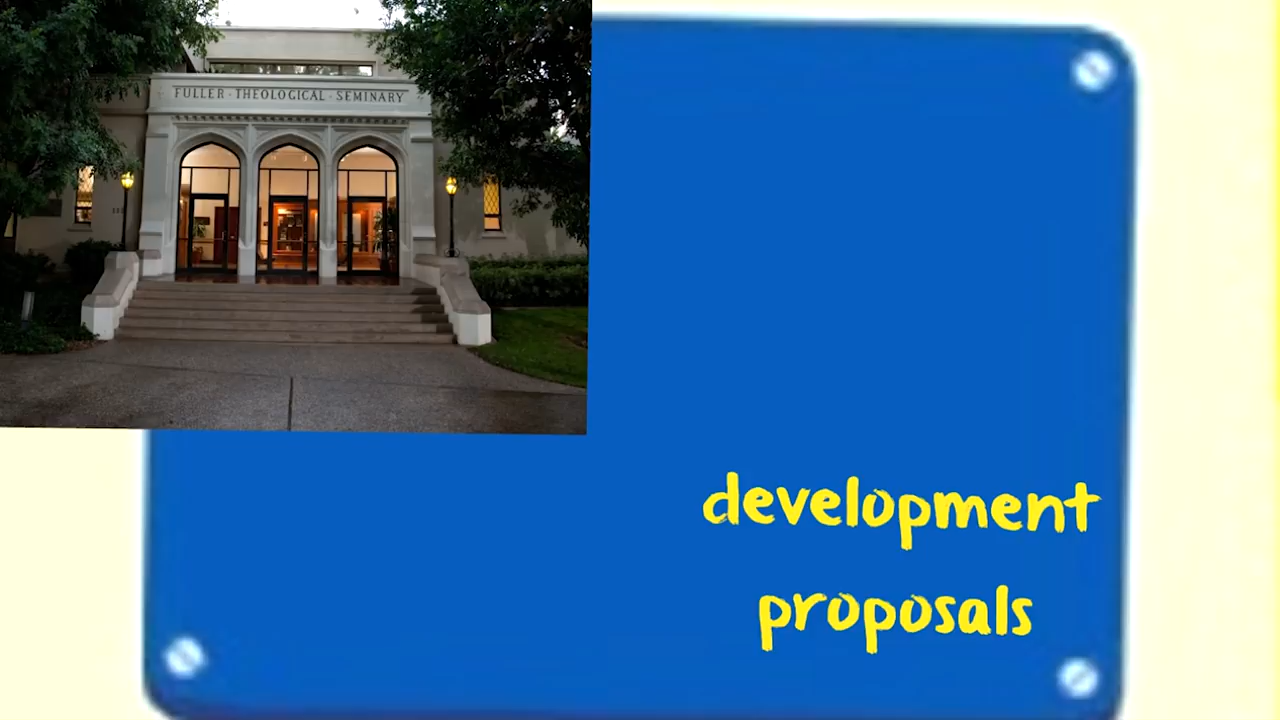 FULLER · THEOLOGICAL · SEMINARY
development
proposals